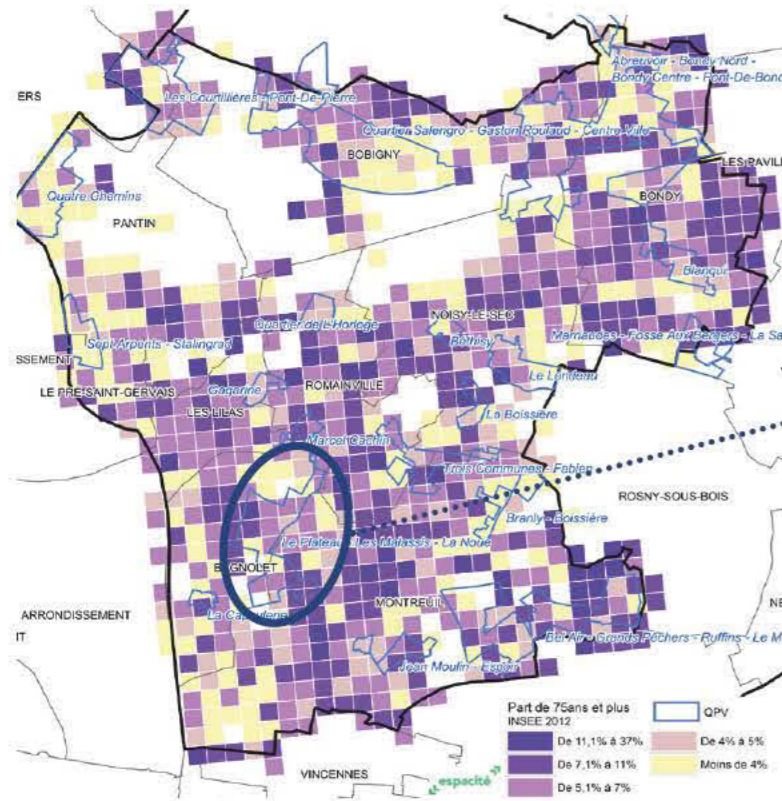 Abreuvoir - Bondy Nord -
Bondy Centre - Pont-De-Bond
ERS
Les Courtillières - Pont-De-Pierre
Quartier Salengro - Gaston Roulaud - Centre-Ville
BOBIGNY
LES PAVILL
Quatre Chemins
BONDY
PANTIN
Blanqui
NOISY-LE-SEC
Quartier de L'Horloge
Béthisy
Marnaudes - Fosse Aux Bergers - La Sa
Sept Arpents - Stalingrad
SSEMENT
Le Londeau
LE PRE-SAINT-GERVAIS
Gagarine
ROMAINVILLE
LES LILAS
La Boissière
Marcel Cachin
Trois Communes - Fabien
ROSNY-SOUS-BOIS
Branly - Boissière
Le Plateau - Les Malassis - La Noue
BAGNOLET
La Capsulerie
MONTREUIL
ARRONDISSEMENT
NE
IT
Bel Air - Grands Pêchers - Ruffins - Le M
Jean Moulin - Espoir
Part de 75ans et plus
INSEE 2012
QPV
De 11,1% à 37%
De 4% à 5%
De 7,1% à 11%
Moins de 4%
De 5,1% à 7%
VINCENNES
«espacité»